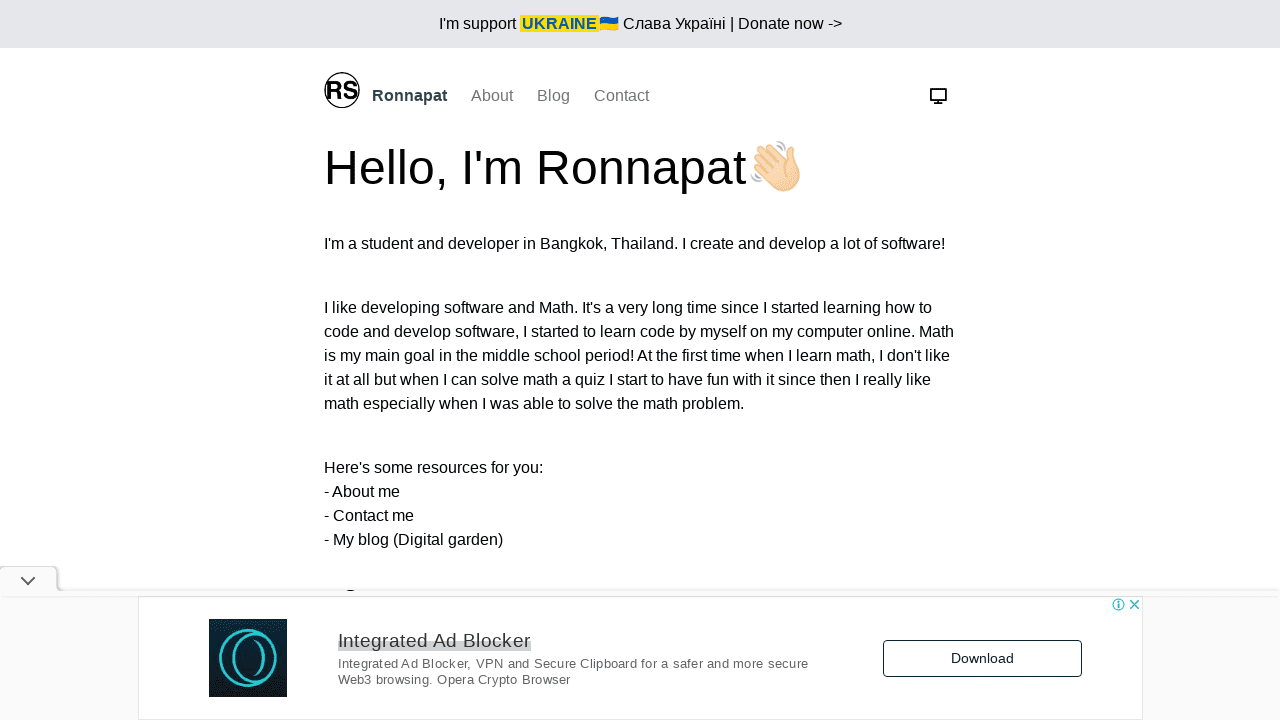 I'm support UKRAINE🇺🇦 Слава Україні | Donate now ->
RS Ronnapat About Blog Contact
Hello, I'm Ronnapat👋🏻
I'm a student and developer in Bangkok, Thailand. I create and develop a lot of software!
I like developing software and Math. It's a very long time since I started learning how to
code and develop software, I started to learn code by myself on my computer online. Math
is my main goal in the middle school period! At the first time when I learn math, I don't like
it at all but when I can solve math a quiz I start to have fun with it since then I really like
math especially when I was able to solve the math problem.
Here's some resources for you:
- About me
- Contact me
- My blog (Digital garden)
Integrated Ad Blocker
Integrated Ad Blocker, VPN and Secure Clipboard for a safer and more secure
Web3 browsing. Opera Crypto Browser
Download